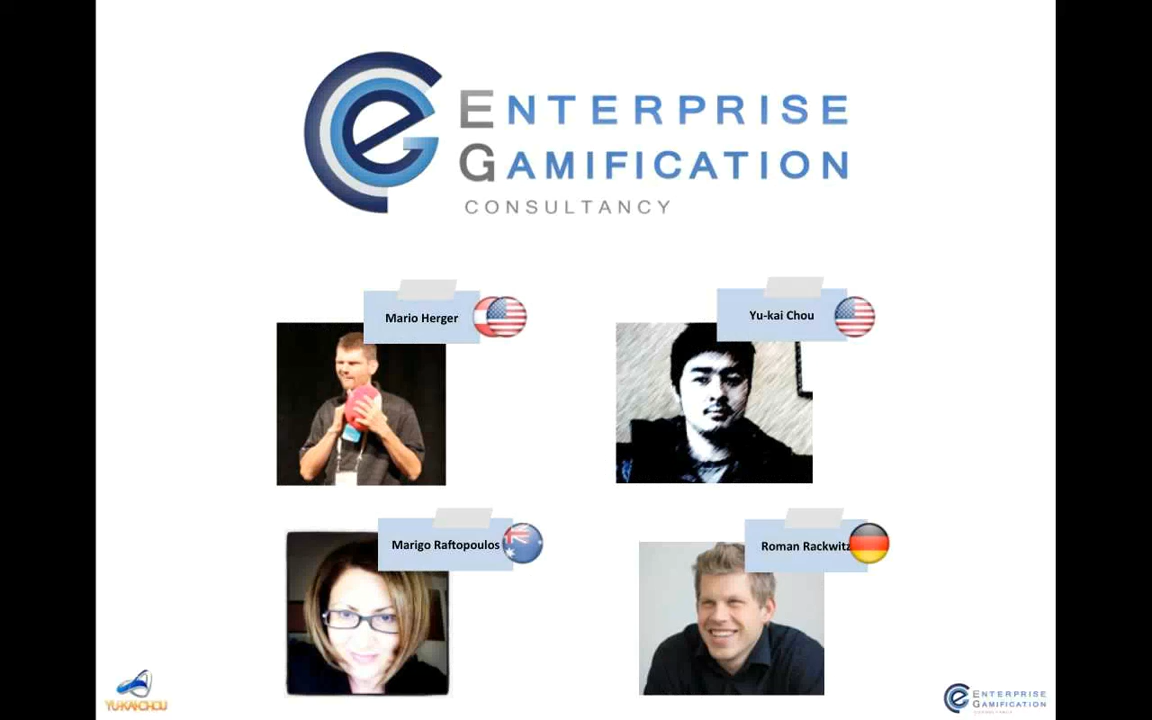 ENTERPRISE
GAMIFICATION
CONSULTANCY
Mario Herger
Yu-kai Chou
Marigo Raftopoulos
Roman Rackwitz
YU-KAI CHOU
ENTERPRISE
GAMIFICATION